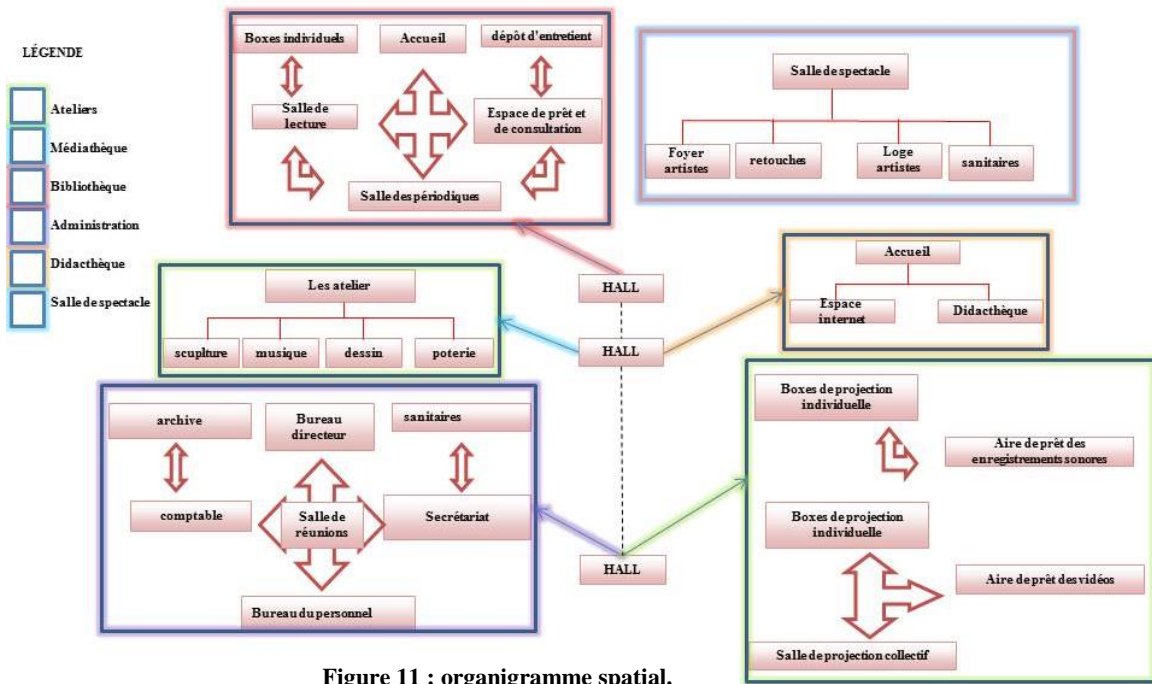 LÉGENDE
Ateliers
Médiathèque
Bibliothèque
Administration
Didacthèque
Salle de spectacle
Boxes individuels
Accueil
dépôt d'entretient
Salle de
lecture
Espace de prêt et
de consultation
Salle des périodiques
Salle de spectacle
Foyer
artistes
retouches
Loge
artistes
sanitaires
HALL
Accueil
Espace
internet
Didacthèque
Les atelier
scuplture
musique
dessin
poterie
HALL
archive
Bureau
directeur
sanitaires
comptable
Salle de
réunions
Secrétariat
Bureau du personnel
HALL
Boxes de projection
individuelle
Aire de prêt des
enregistrements sonores
Boxes de projection
individuelle
Aire de prêt des vidéos
Salle de projection collectif
Figure 11 : organigramme spatial.